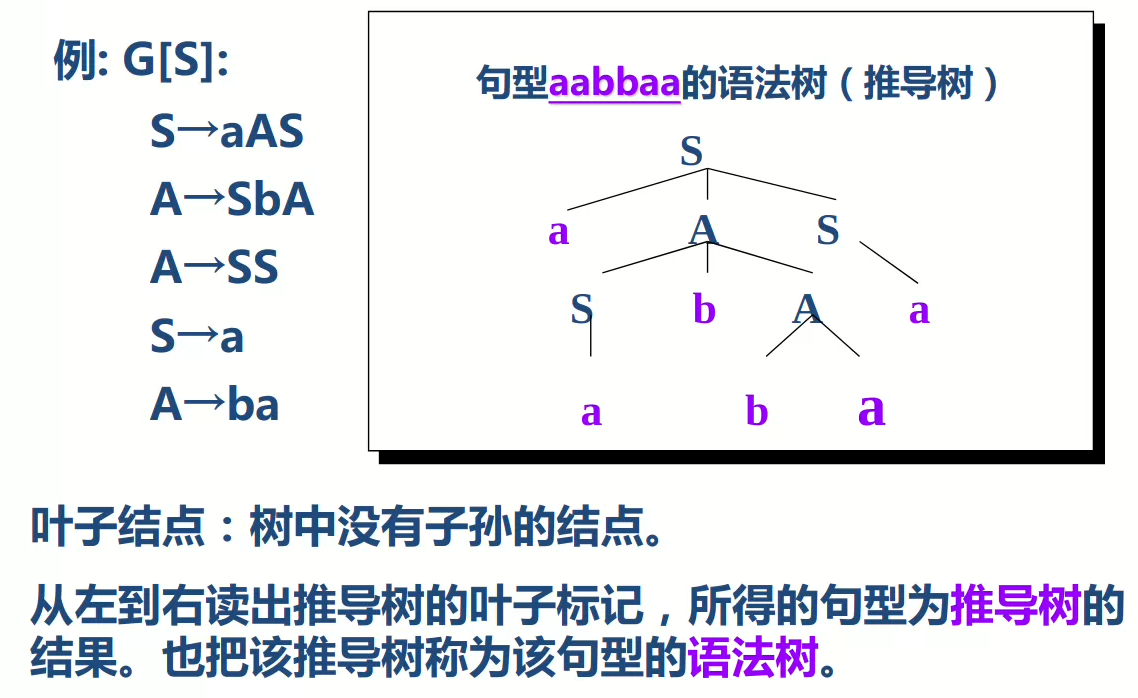 例: G[S]:
S→aAS
A→SbA
A→SS
S→a
A→ba
句型aabbaa的语法树（推导树）
S
a A S
S b A a
a b a
叶子结点：树中没有子孙的结点。
从左到右读出推导树的叶子标记，所得的句型为推导树的
结果。也把该推导树称为该句型的语法树。